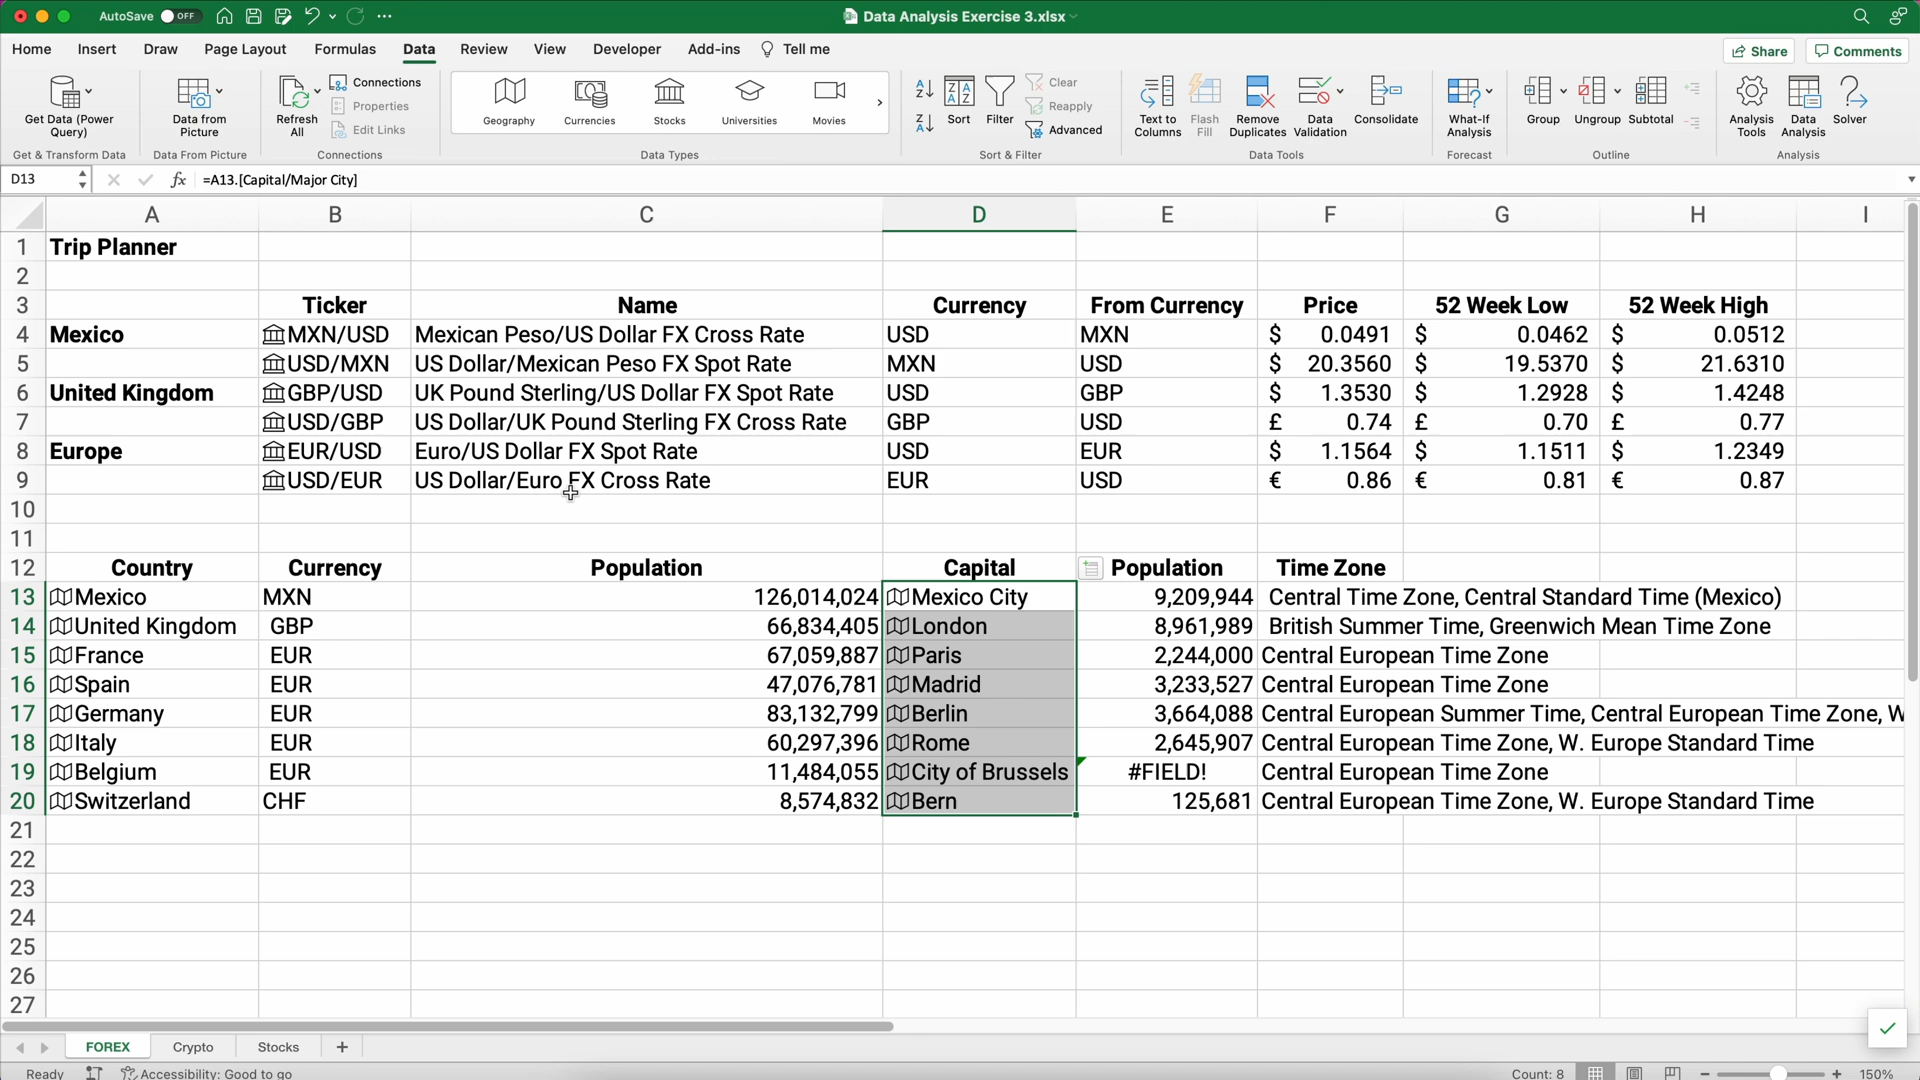 AutoSave OFF Data Analysis Exercise 3.xlsx
Home Insert Draw Page Layout Formulas Data Review View Developer Add-ins Tell me Share Comments
Get Data (Power Query)
Data from Picture
Refresh All
Connections
Properties
Edit Links
Geography Currencies Stocks Universities Movies
Sort Filter
Clear
Reapply
Advanced
Text to Columns
Flash Fill
Remove Duplicates
Data Validation
Consolidate
What-If Analysis
Group Ungroup Subtotal
Analysis Tools
Data Analysis
Solver
Get & Transform Data Data From Picture Connections Data Types Sort & Filter Data Tools Forecast Outline Analysis
D13 fx =A13.[Capital/Major City]
A B C D E F G H I
1 Trip Planner
2
3 Ticker Name Currency From Currency Price 52 Week Low 52 Week High
4 Mexico MXN/USD Mexican Peso/US Dollar FX Cross Rate USD MXN $ 0.0491 $ 0.0462 $ 0.0512
5 USD/MXN US Dollar/Mexican Peso FX Spot Rate MXN USD $ 20.3560 $ 19.5370 $ 21.6310
6 United Kingdom GBP/USD UK Pound Sterling/US Dollar FX Spot Rate USD GBP $ 1.3530 $ 1.2928 $ 1.4248
7 USD/GBP US Dollar/UK Pound Sterling FX Cross Rate GBP USD £ 0.74 £ 0.70 £ 0.77
8 Europe EUR/USD Euro/US Dollar FX Spot Rate USD EUR $ 1.1564 $ 1.1511 $ 1.2349
9 USD/EUR US Dollar/Euro FX Cross Rate EUR USD € 0.86 € 0.81 € 0.87
10
11
12 Country Currency Population Capital Population Time Zone
13 Mexico MXN 126,014,024 Mexico City 9,209,944 Central Time Zone, Central Standard Time (Mexico)
14 United Kingdom GBP 66,834,405 London 8,961,989 British Summer Time, Greenwich Mean Time Zone
15 France EUR 67,059,887 Paris 2,244,000 Central European Time Zone
16 Spain EUR 47,076,781 Madrid 3,233,527 Central European Time Zone
17 Germany EUR 83,132,799 Berlin 3,664,088 Central European Summer Time, Central European Time Zone, W
18 Italy EUR 60,297,396 Rome 2,645,907 Central European Time Zone, W. Europe Standard Time
19 Belgium EUR 11,484,055 City of Brussels #FIELD! Central European Time Zone
20 Switzerland CHF 8,574,832 Bern 125,681 Central European Time Zone, W. Europe Standard Time
21
22
23
24
25
26
27
FOREX Crypto Stocks +
Ready Accessibility: Good to go Count: 8 150%